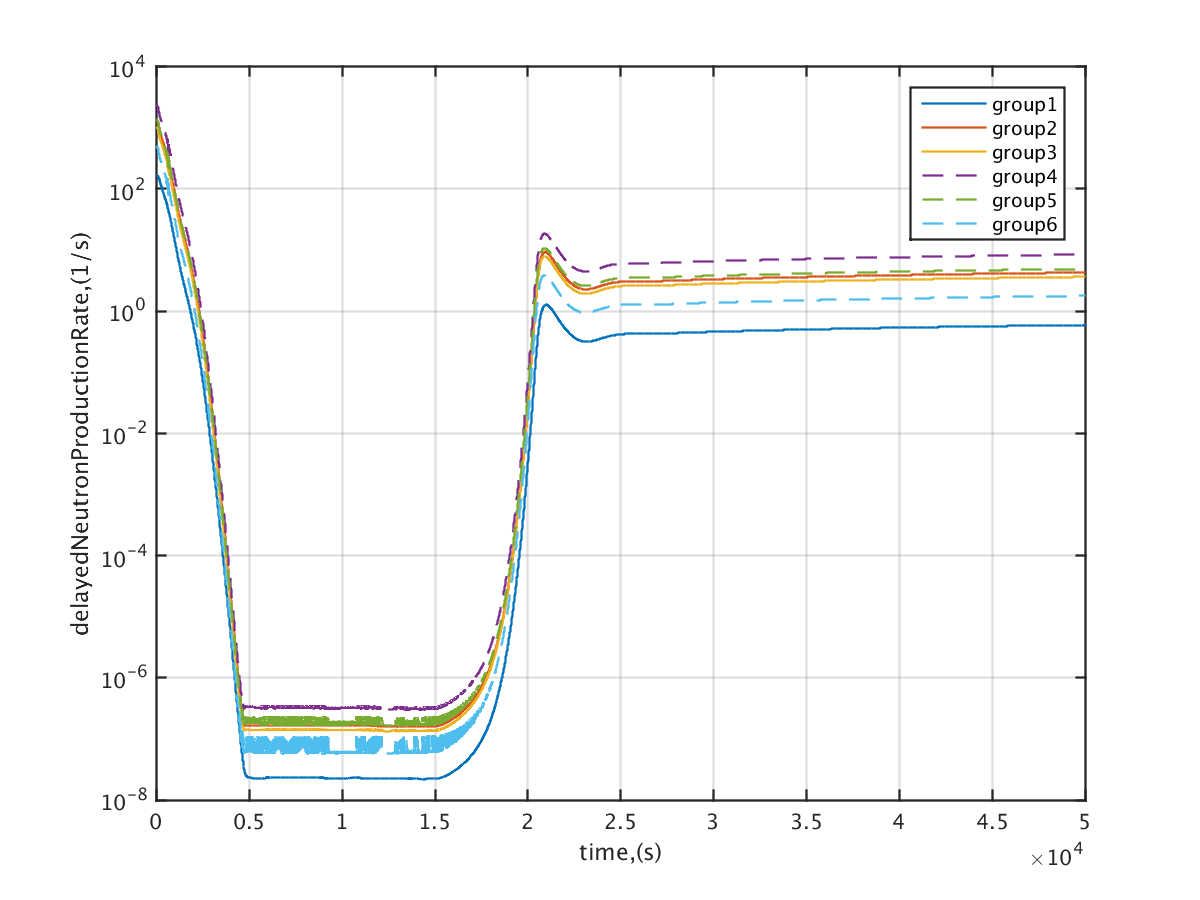 10^4
10^2
10^0
10^-2
10^-4
10^-6
10^-8
delayedNeutronProductionRate,(1/s)
group1
group2
group3
group4
group5
group6
0 0.5 1 1.5 2 2.5 3 3.5 4 4.5 5
time,(s)
×10^4